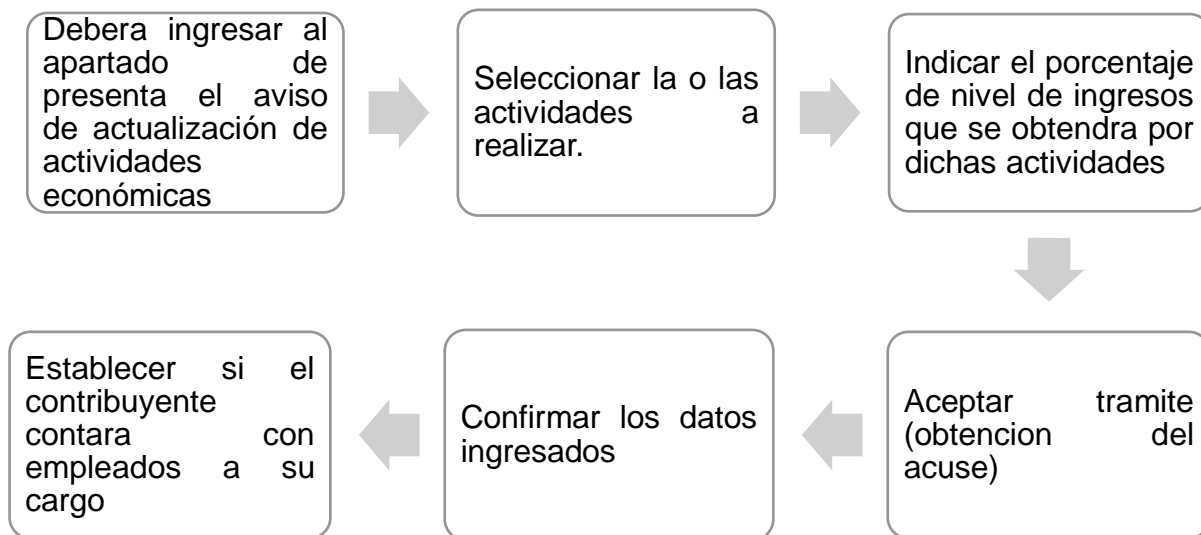 Debera ingresar al
apartado de
presenta el aviso
de actualización de
actividades
económicas
Seleccionar la o las
actividades a
realizar.
Indicar el porcentaje
de nivel de ingresos
que se obtendra por
dichas actividades
Aceptar tramite
(obtencion del
acuse)
Confirmar los datos
ingresados
Establecer si el
contribuyente
contara con
empleados a su
cargo